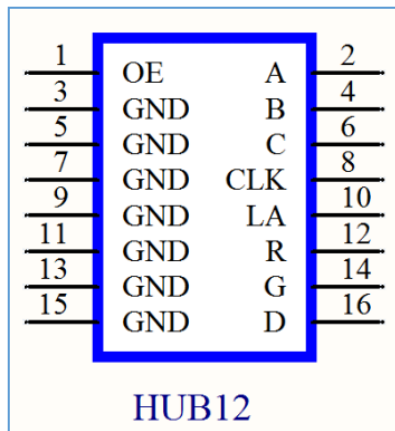 1 OE A 2
3 GND B 4
5 GND C 6
7 GND CLK 8
9 GND LA 10
11 GND R 12
13 GND G 14
15 GND D 16
HUB12